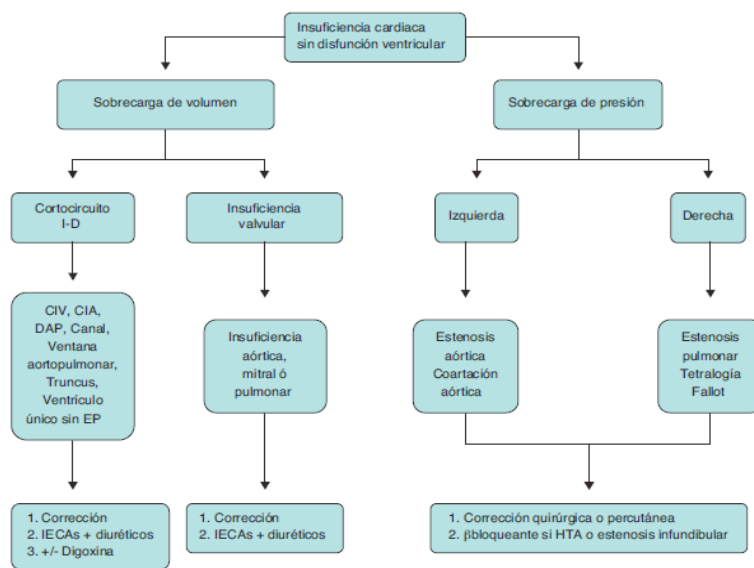 Insuficiencia cardiaca
sin disfunción ventricular
Sobrecarga de volumen
Sobrecarga de presión
Cortocircuito
I-D
Insuficiencia
valvular
Izquierda
Derecha
CIV, CIA,
DAP, Canal,
Ventana
aortopulmonar,
Truncus,
Ventrículo
único sin EP
Insuficiencia
aórtica,
mitral ó
pulmonar
Estenosis
aórtica
Coartación
aórtica
Estenosis
pulmonar
Tetralogía
Fallot
1. Corrección
2. IECAs + diuréticos
3. +/- Digoxina
1. Corrección
2. IECAs + diuréticos
1. Corrección quirúrgica o percutánea
2. βbloqueante si HTA o estenosis infundibular